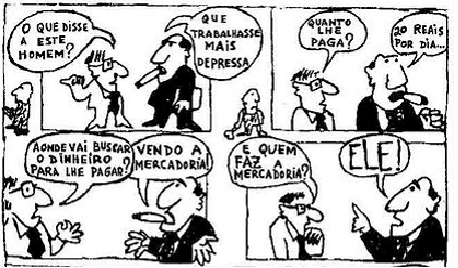 O QUE DISSE
A ESTE
HOMEM?
QUE
TRABALHASSE
MAIS
DEPRESSA
QUANTO
LHE
PAGA?
20 REAIS
POR DIA...
AONDE VAI BUSCAR
O DINHEIRO
PARA LHE PAGAR?
VENDO A
MERCADORIA!
E QUEM
FAZ A
MERCADORIA?
ELE!